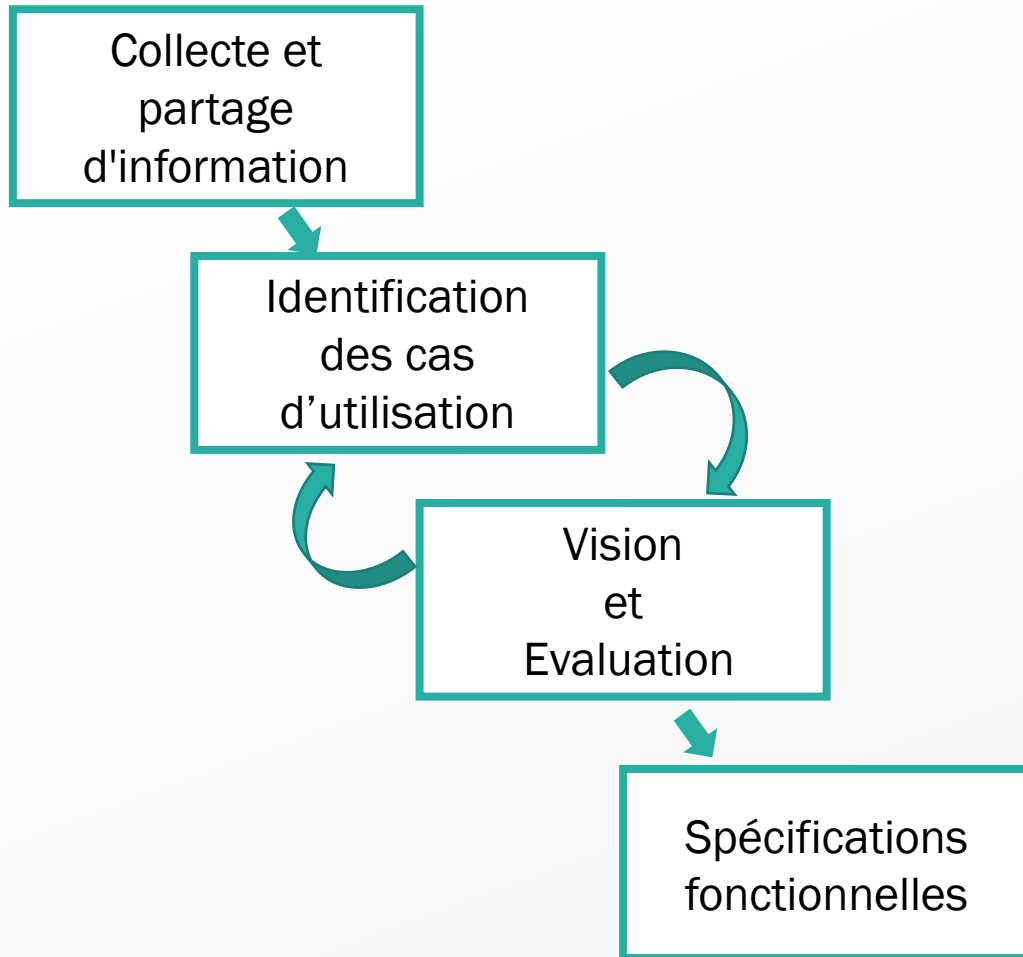 Collecte et
partage
d'information
Identification
des cas
d’utilisation
Vision
et
Evaluation
Spécifications
fonctionnelles